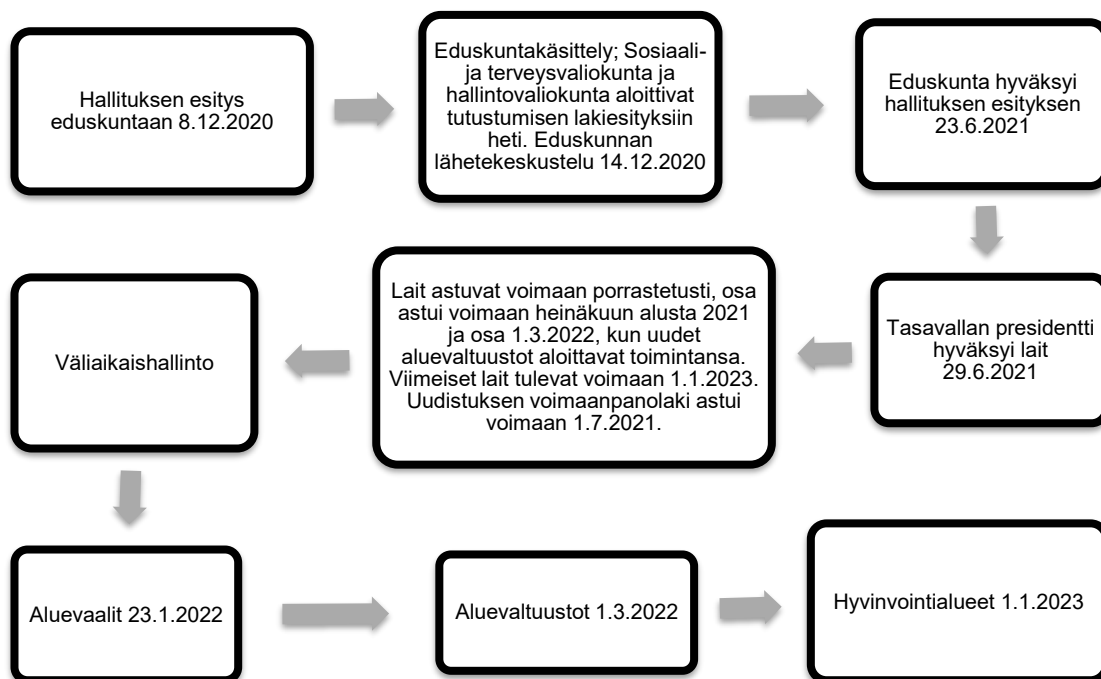 Hallituksen esitys
eduskuntaan 8.12.2020
Eduskuntakäsittely; Sosiaali-
ja terveysvaliokunta ja
hallintovaliokunta aloittivat
tutustumisen lakiesityksiin
heti. Eduskunnan
lähetekeskustelu 14.12.2020
Eduskunta hyväksyi
hallituksen esityksen
23.6.2021
Tasavallan presidentti
hyväksyi lait
29.6.2021
Lait astuvat voimaan porrastetusti, osa
astui voimaan heinäkuun alusta 2021
ja osa 1.3.2022, kun uudet
aluevaltuustot aloittavat toimintansa.
Viimeiset lait tulevat voimaan 1.1.2023.
Uudistuksen voimaanpanolaki astui
voimaan 1.7.2021.
Väliaikaishallinto
Aluevaalit 23.1.2022
Aluevaltuustot 1.3.2022
Hyvinvointialueet 1.1.2023